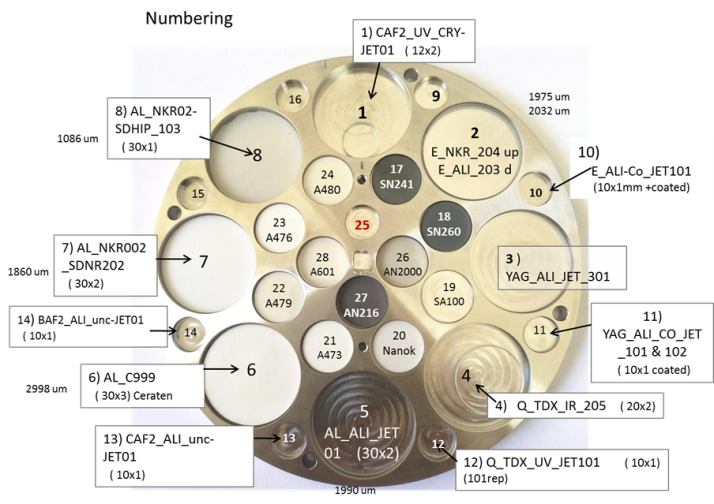 Numbering
1) CAF2_UV_CRY-
JET01 ( 12x2)
16
9
1975 um
2032 um
8) AL_NKR02-
SDHIP_103
( 30x1)
1086 um
1
2
E_NKR_204 up
E_ALI_203 d
10)
E_ALI-Co_JET101
(10x1mm +coated)
8
24
A480
17
SN241
10
15
23
A476
25
18
SN260
7) AL_NKR002
_SDNR202
( 30x2)
1860 um
7
28
A601
26
AN2000
3 )
YAG_ALI_JET_301
22
A479
27
AN216
19
SA100
14) BAF2_ALI_unc-JET01
( 10x1)
14
11
11)
YAG_ALI_CO_JET
_101 & 102
( 10x1 coated)
21
A473
20
Nanok
6) AL_C999
( 30x3) Ceraten
2998 um
6
4
4) Q_TDX_IR_205 ( 20x2)
5
AL_ALI_JET
01 (30x2)
13) CAF2_ALI_unc-
JET01
( 10x1)
13
12
12) Q_TDX_UV_JET101 ( 10x1)
(101rep)
1990 um